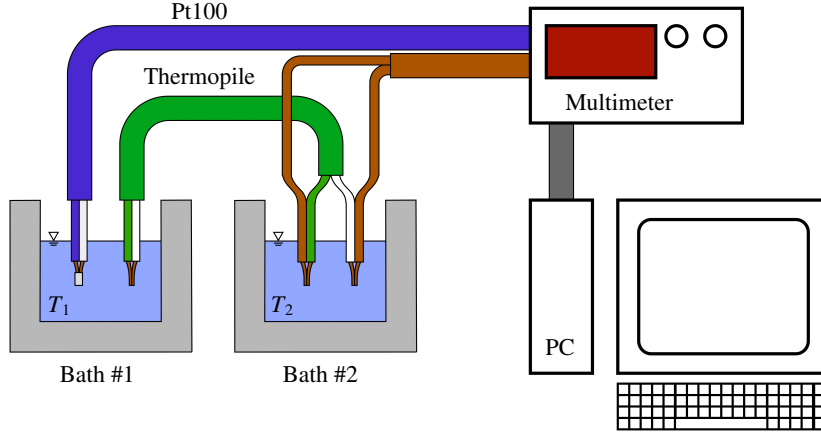 Pt100
Thermopile
Multimeter
T1
T2
PC
Bath #1
Bath #2